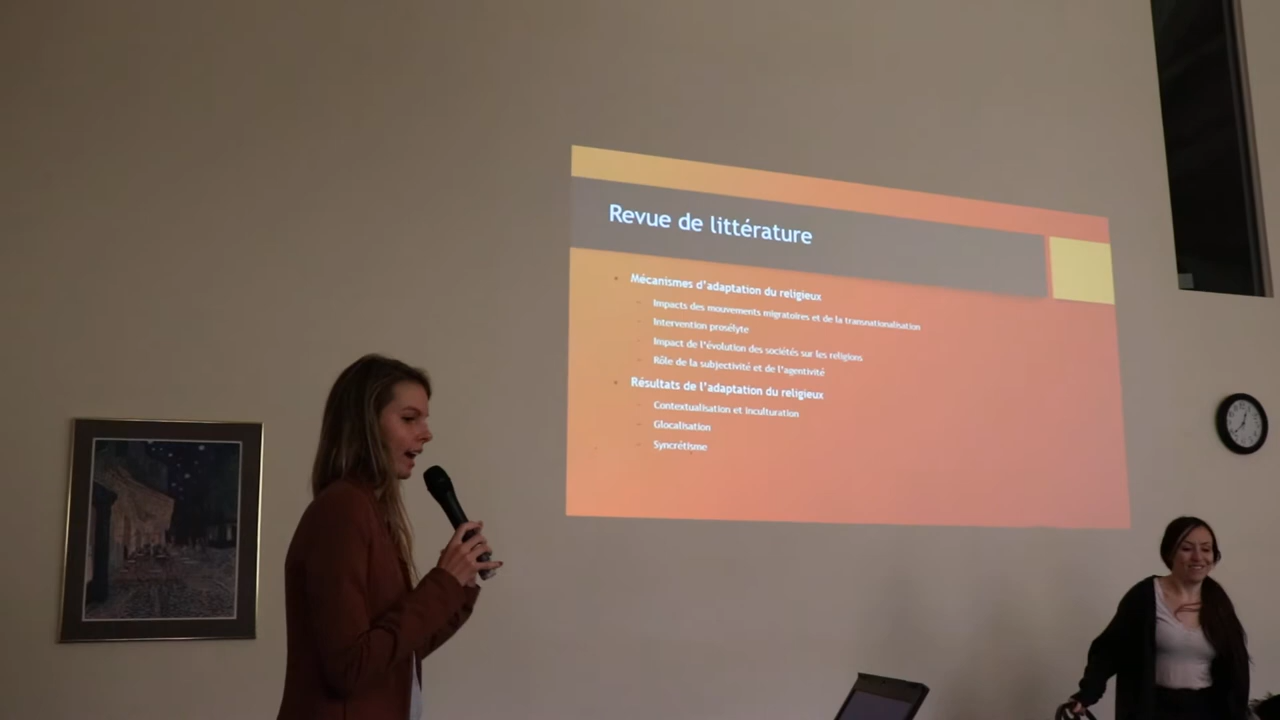 Revue de littérature
Mécanismes d'adaptation du religieux
Impacts des mouvements migratoires et de la transnationalisation
Intervention prosélyte
Impact de l'évolution des sociétés sur les religions
Rôle de la subjectivité et de l'agentivité
Résultats de l'adaptation du religieux
Contextualisation et inculturation
Glocalisation
Syncrétisme